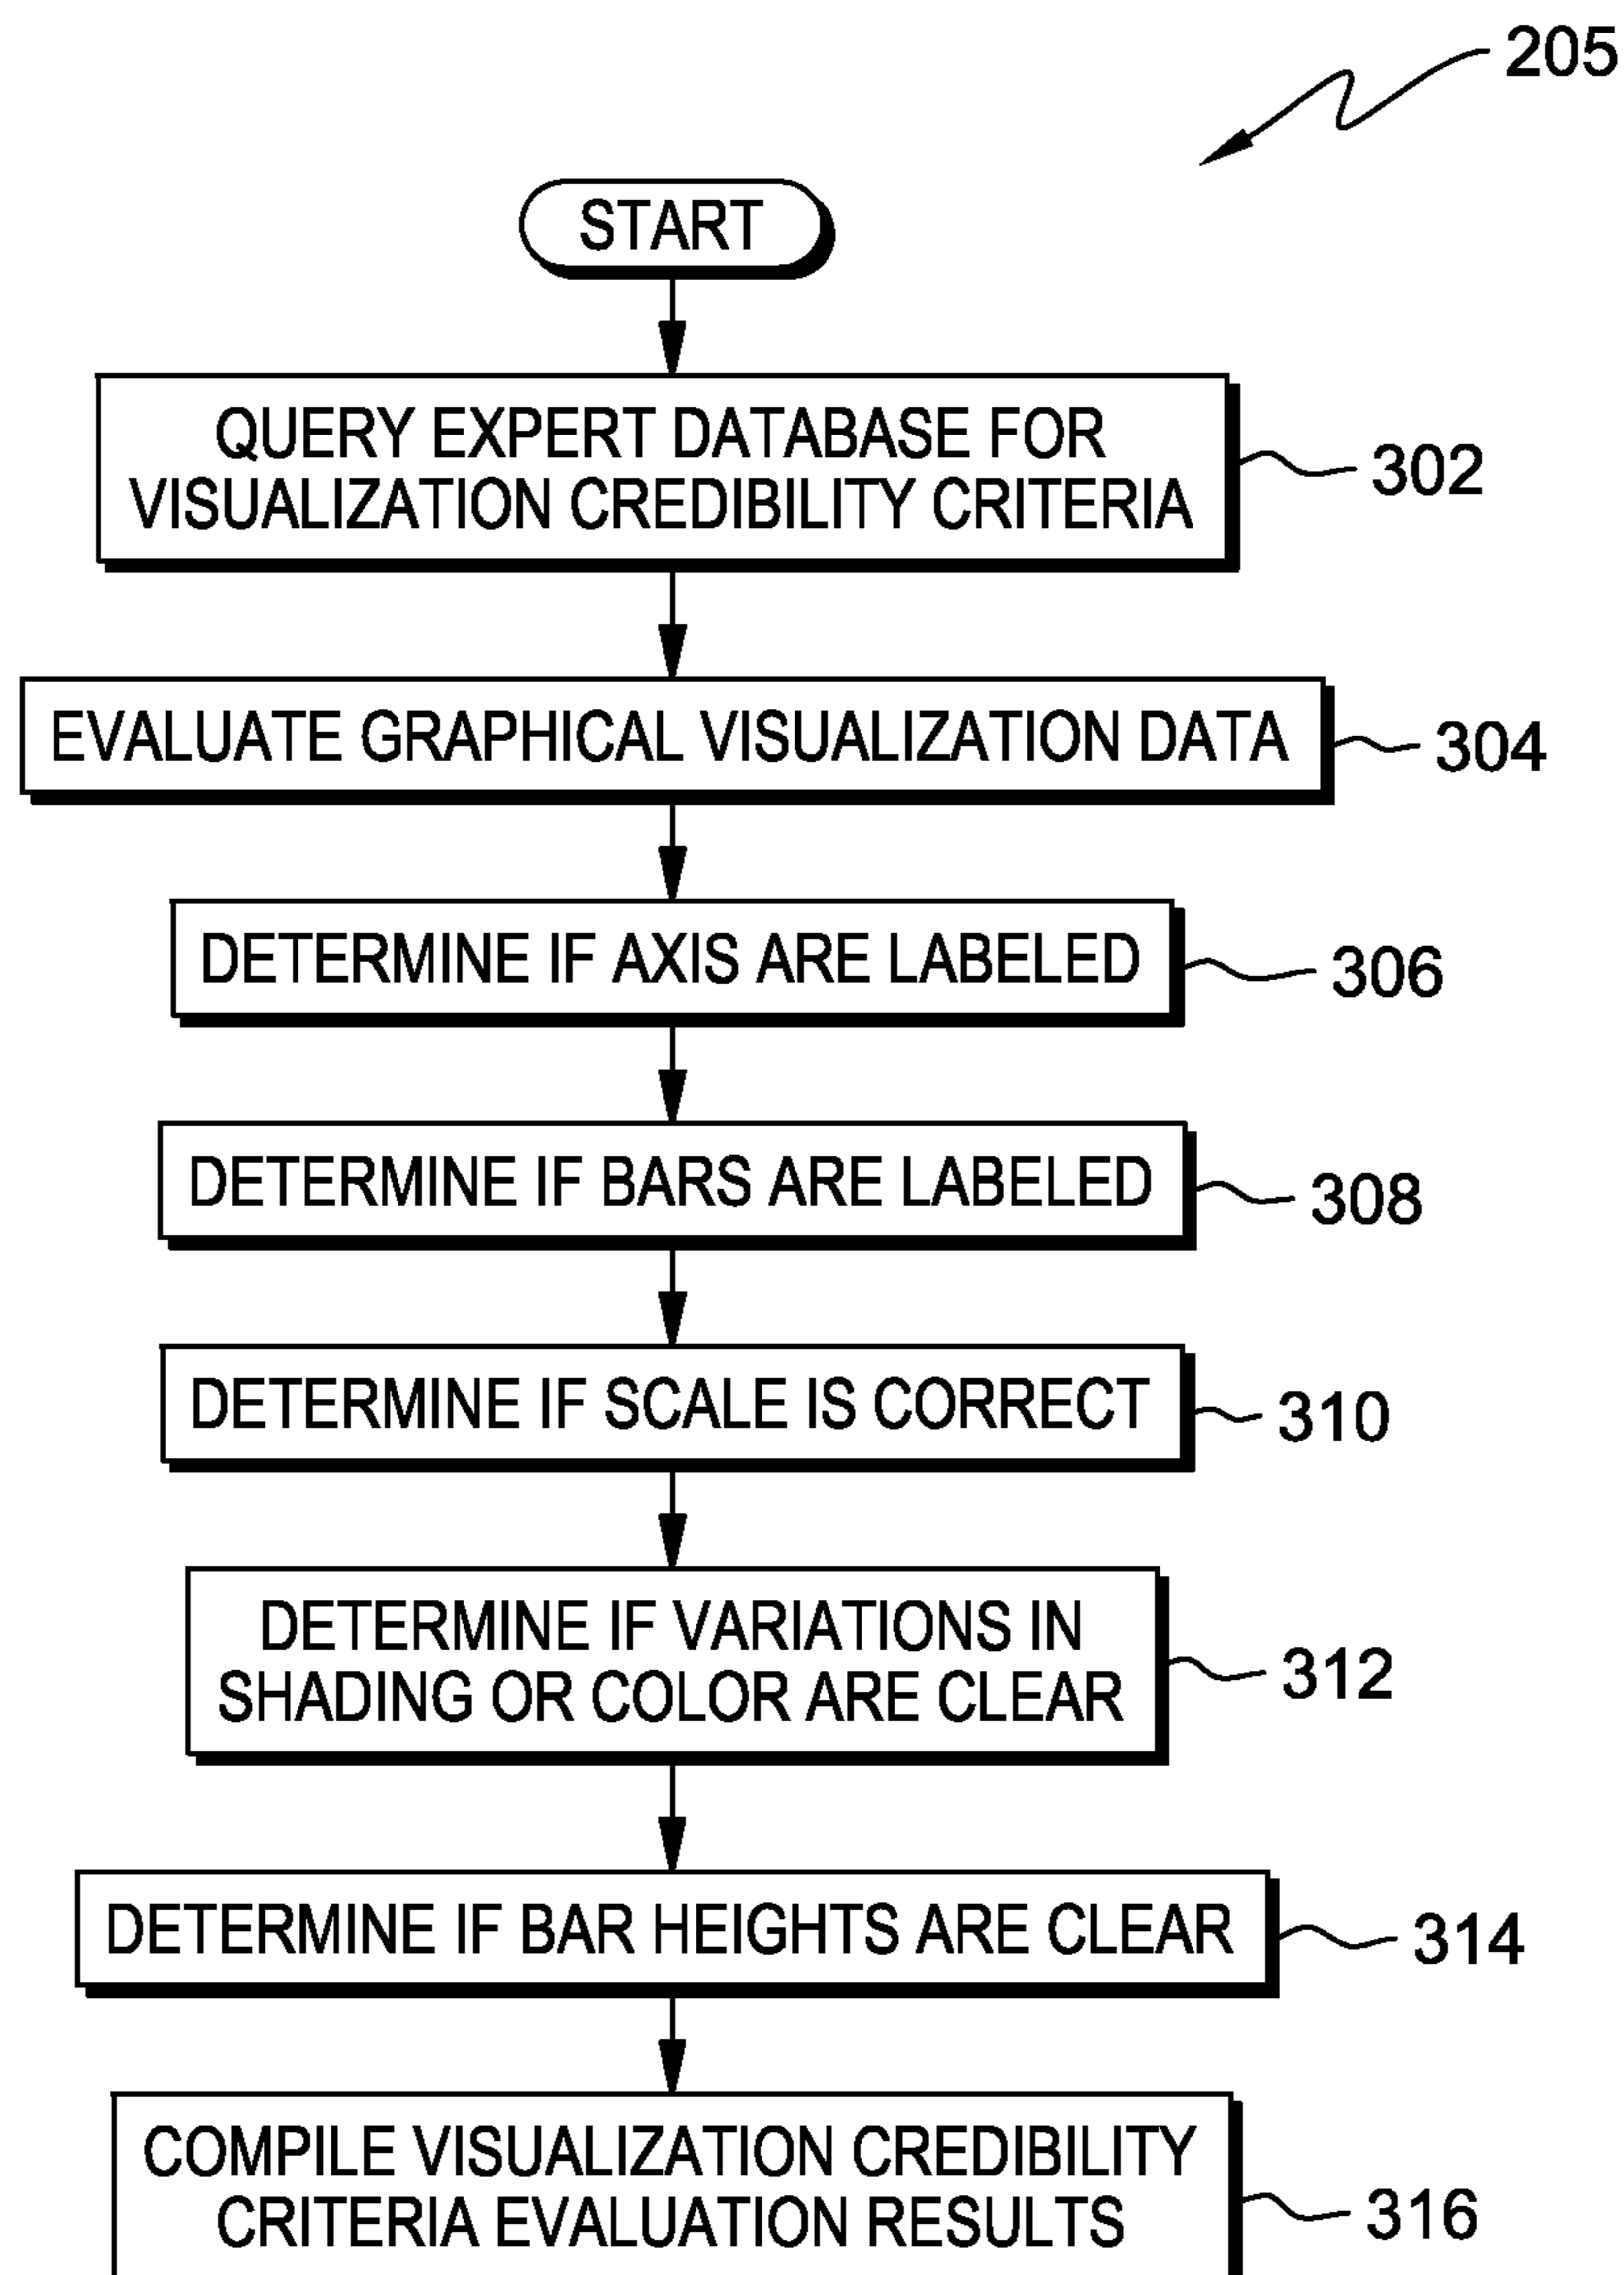 205
START
QUERY EXPERT DATABASE FOR
VISUALIZATION CREDIBILITY CRITERIA
302
EVALUATE GRAPHICAL VISUALIZATION DATA
304
DETERMINE IF AXIS ARE LABELED
306
DETERMINE IF BARS ARE LABELED
308
DETERMINE IF SCALE IS CORRECT
310
DETERMINE IF VARIATIONS IN
SHADING OR COLOR ARE CLEAR
312
DETERMINE IF BAR HEIGHTS ARE CLEAR
314
COMPILE VISUALIZATION CREDIBILITY
CRITERIA EVALUATION RESULTS
316